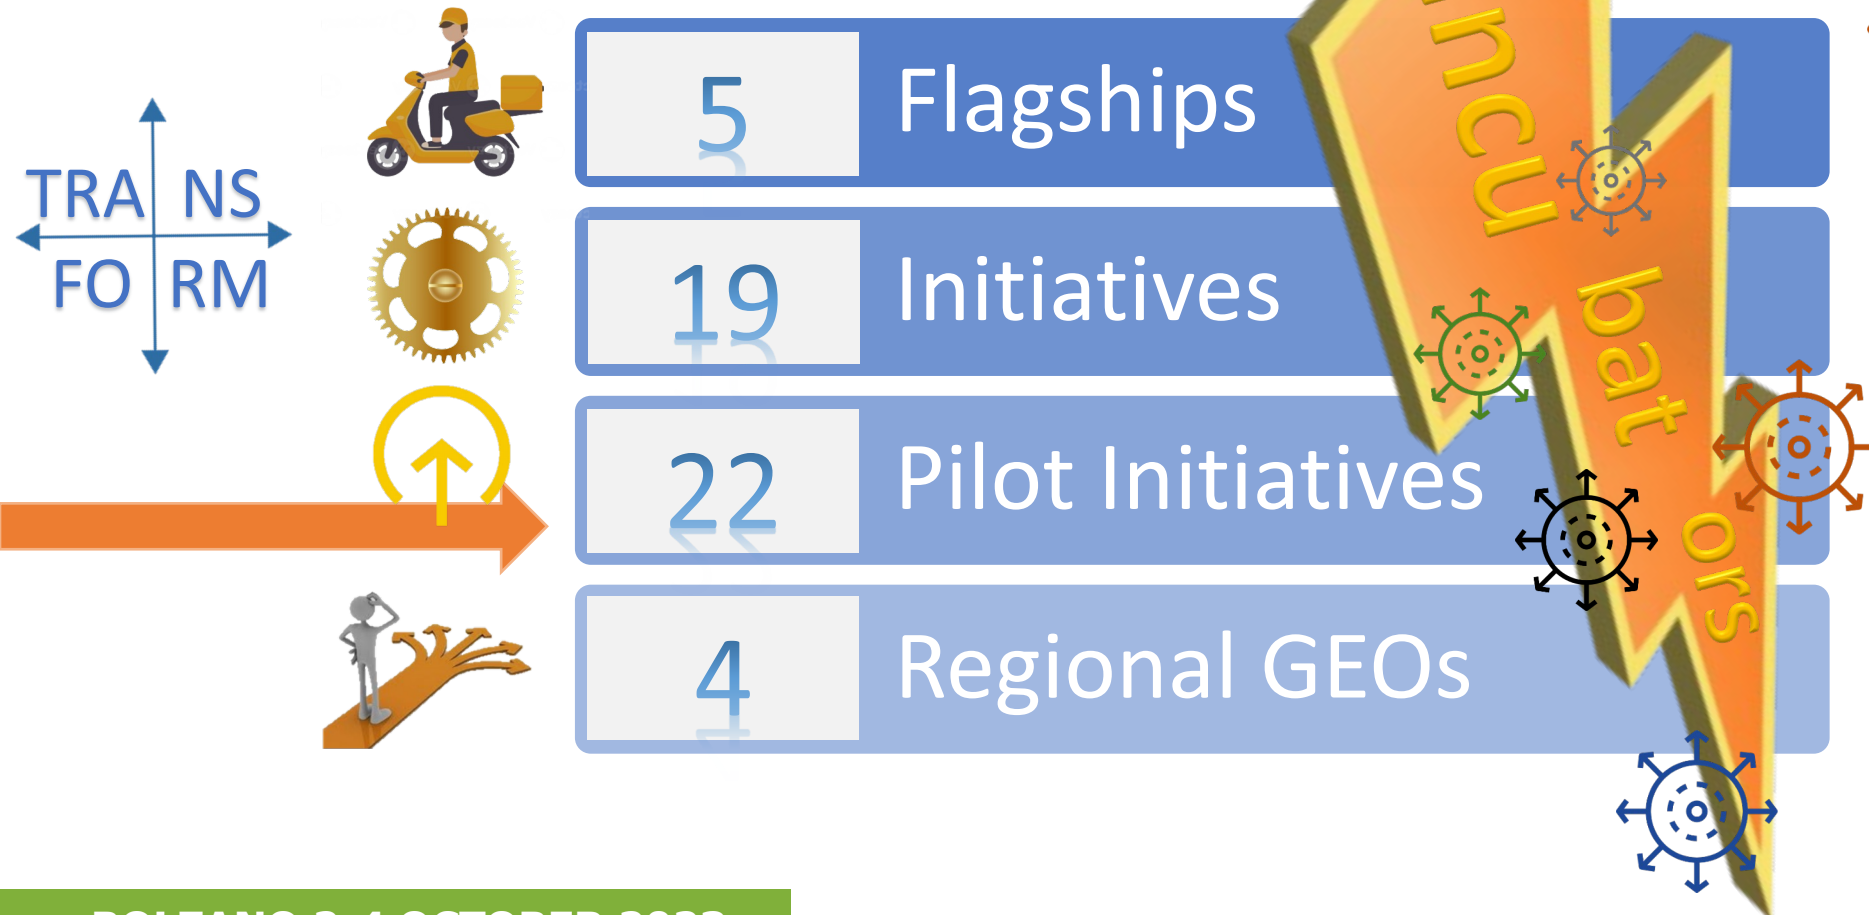 TRA NS
FO RM
5 Flagships
19 Initiatives
22 Pilot Initiatives
4 Regional GEOs
ncu
bat
ors